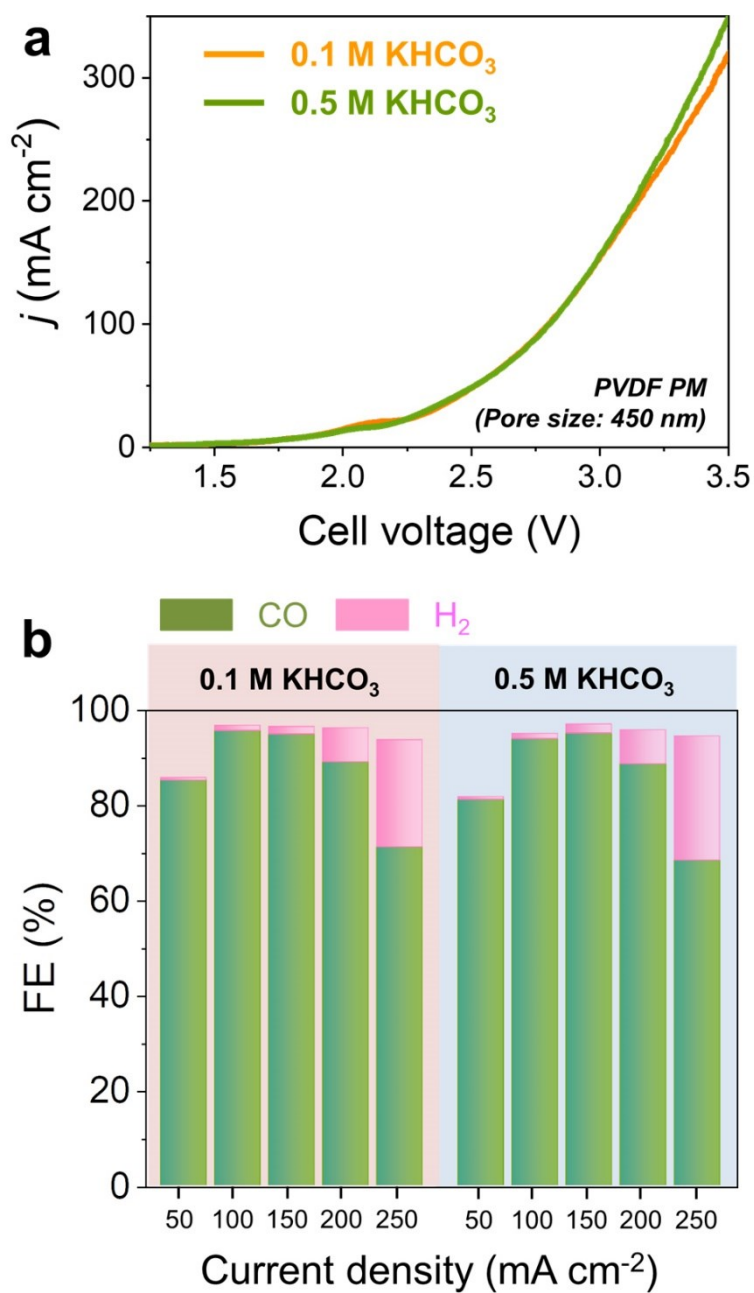 a
0.1 M KHCO₃
0.5 M KHCO₃
300
200
100
0
j (mA cm⁻²)
PVDF PM
(Pore size: 450 nm)
1.5 2.0 2.5 3.0 3.5
Cell voltage (V)
b
CO H₂
0.1 M KHCO₃ 0.5 M KHCO₃
100
80
60
40
20
0
FE (%)
50 100 150 200 250 50 100 150 200 250
Current density (mA cm⁻²)